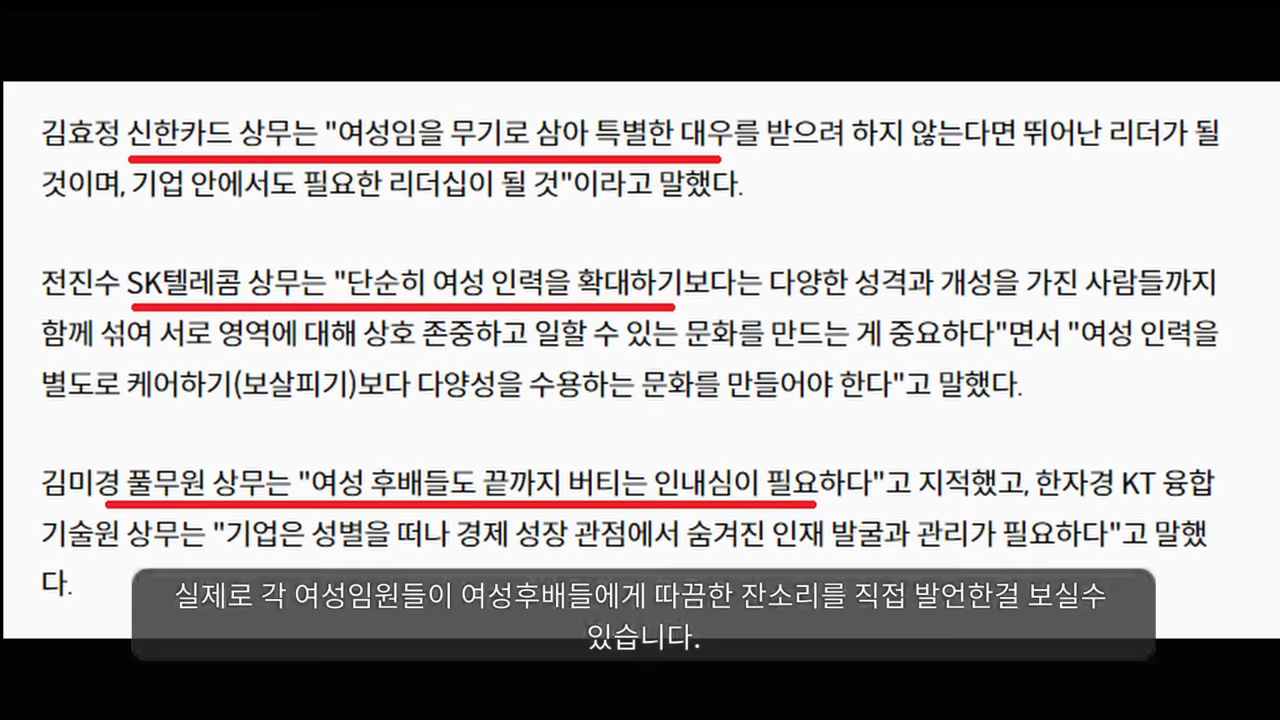 김효정 신한카드 상무는 "여성임을 무기로 삼아 특별한 대우를 받으려 하지 않는다면 뛰어난 리더가 될
것이며, 기업 안에서도 필요한 리더십이 될 것"이라고 말했다.
전진수 SK텔레콤 상무는 "단순히 여성 인력을 확대하기보다는 다양한 성격과 개성을 가진 사람들까지
함께 섞여 서로 영역에 대해 상호 존중하고 일할 수 있는 문화를 만드는 게 중요하다"면서 "여성 인력을
별도로 케어하기(보살피기)보다 다양성을 수용하는 문화를 만들어야 한다"고 말했다.
김미경 풀무원 상무는 "여성 후배들도 끝까지 버티는 인내심이 필요하다"고 지적했고, 한자경 KT 융합
기술원 상무는 "기업은 성별을 떠나 경제 성장 관점에서 숨겨진 인재 발굴과 관리가 필요하다"고 말했
다.
실제로 각 여성임원들이 여성후배들에게 따끔한 잔소리를 직접 발언한걸 보실수
있습니다.